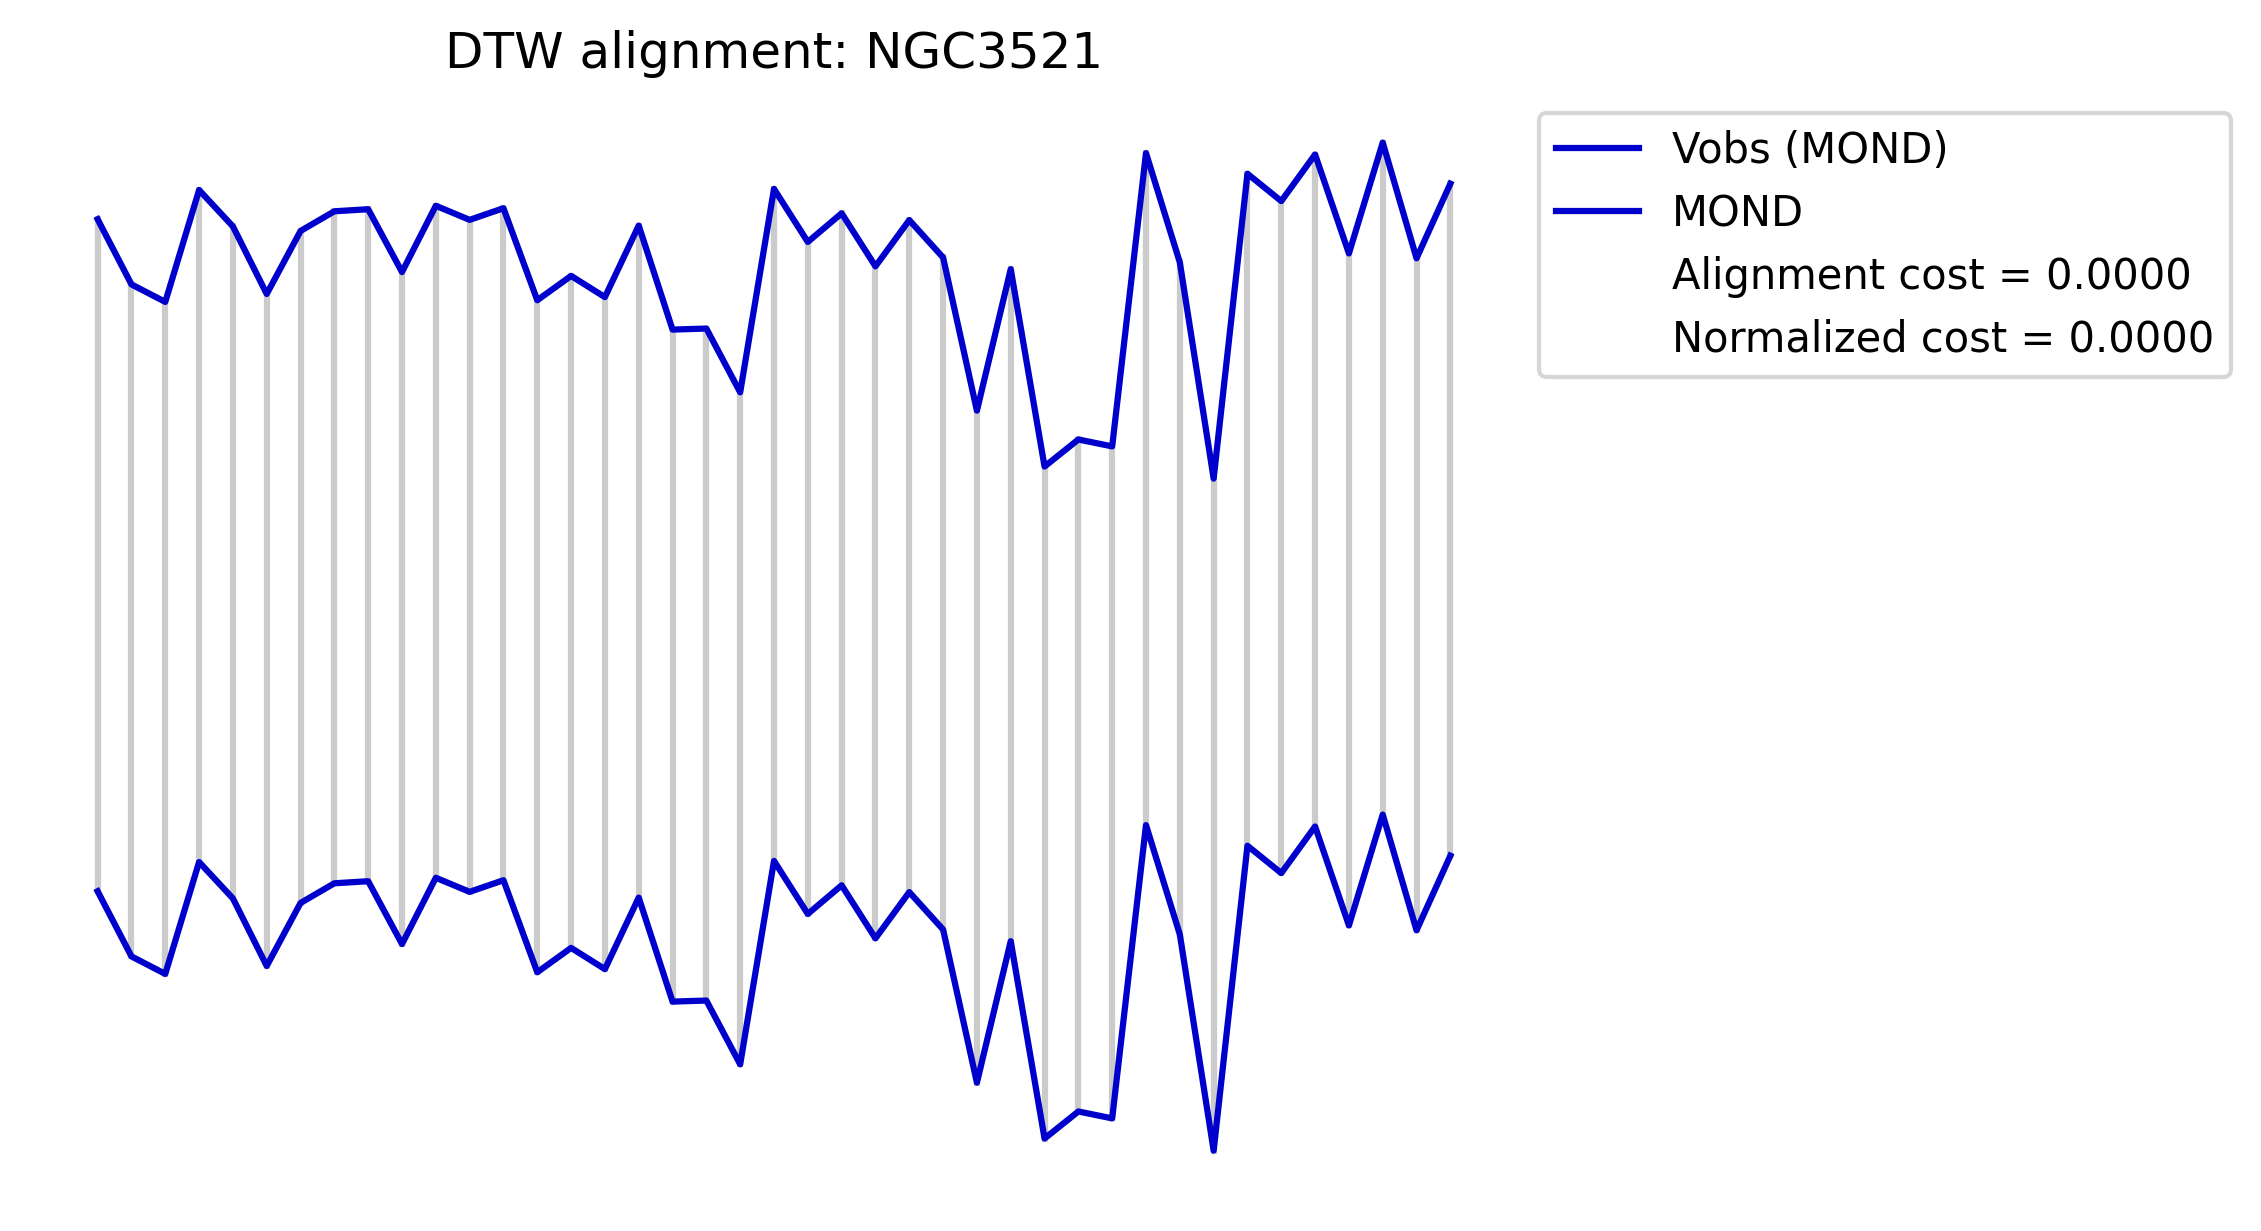 DTW alignment: NGC3521
Vobs (MOND)
MOND
Alignment cost = 0.0000
Normalized cost = 0.0000